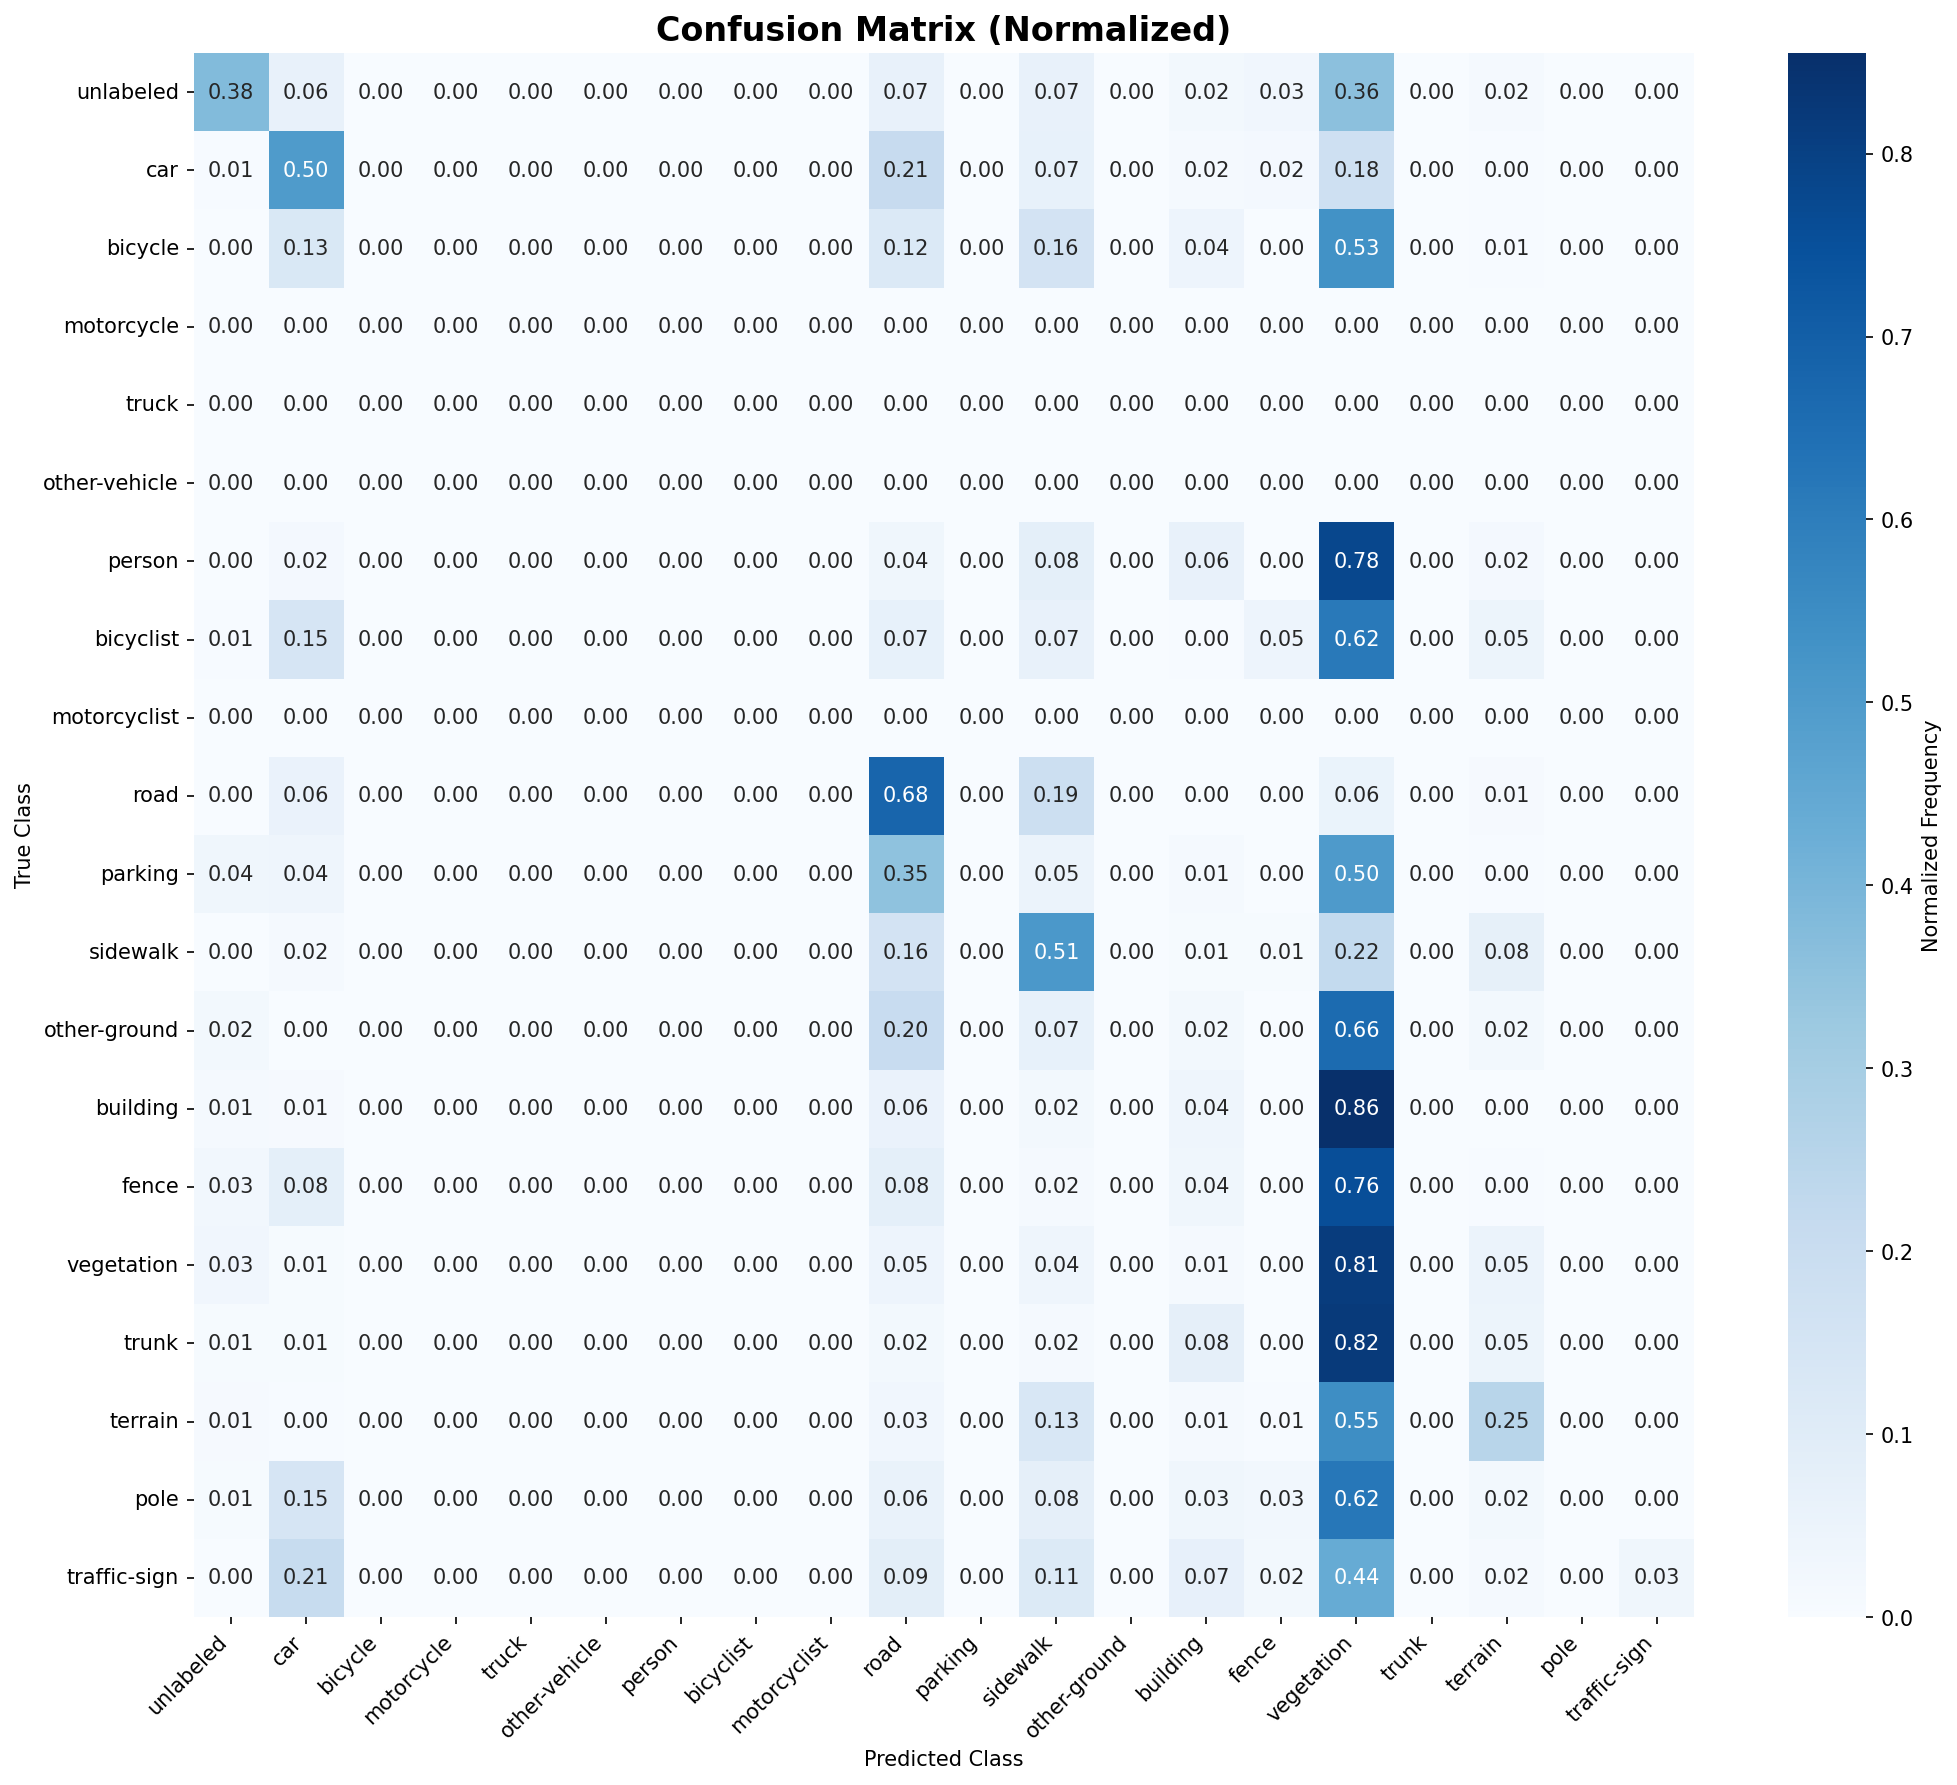 Confusion Matrix (Normalized)
unlabeled 0.38 0.06 0.00 0.00 0.00 0.00 0.00 0.00 0.00 0.07 0.00 0.07 0.00 0.02 0.03 0.36 0.00 0.02 0.00 0.00
car 0.01 0.50 0.00 0.00 0.00 0.00 0.00 0.00 0.00 0.21 0.00 0.07 0.00 0.02 0.02 0.18 0.00 0.00 0.00 0.00
bicycle 0.00 0.13 0.00 0.00 0.00 0.00 0.00 0.00 0.00 0.12 0.00 0.16 0.00 0.04 0.00 0.53 0.00 0.01 0.00 0.00
motorcycle 0.00 0.00 0.00 0.00 0.00 0.00 0.00 0.00 0.00 0.00 0.00 0.00 0.00 0.00 0.00 0.00 0.00 0.00 0.00 0.00
truck 0.00 0.00 0.00 0.00 0.00 0.00 0.00 0.00 0.00 0.00 0.00 0.00 0.00 0.00 0.00 0.00 0.00 0.00 0.00 0.00
other-vehicle 0.00 0.00 0.00 0.00 0.00 0.00 0.00 0.00 0.00 0.00 0.00 0.00 0.00 0.00 0.00 0.00 0.00 0.00 0.00 0.00
person 0.00 0.02 0.00 0.00 0.00 0.00 0.00 0.00 0.00 0.04 0.00 0.08 0.00 0.06 0.00 0.78 0.00 0.02 0.00 0.00
bicyclist 0.01 0.15 0.00 0.00 0.00 0.00 0.00 0.00 0.00 0.07 0.00 0.07 0.00 0.00 0.05 0.62 0.00 0.05 0.00 0.00
motorcyclist 0.00 0.00 0.00 0.00 0.00 0.00 0.00 0.00 0.00 0.00 0.00 0.00 0.00 0.00 0.00 0.00 0.00 0.00 0.00 0.00
road 0.00 0.06 0.00 0.00 0.00 0.00 0.00 0.00 0.00 0.68 0.00 0.19 0.00 0.00 0.00 0.06 0.00 0.01 0.00 0.00
parking 0.04 0.04 0.00 0.00 0.00 0.00 0.00 0.00 0.00 0.35 0.00 0.05 0.00 0.01 0.00 0.50 0.00 0.00 0.00 0.00
sidewalk 0.00 0.02 0.00 0.00 0.00 0.00 0.00 0.00 0.00 0.16 0.00 0.51 0.00 0.01 0.01 0.22 0.00 0.08 0.00 0.00
other-ground 0.02 0.00 0.00 0.00 0.00 0.00 0.00 0.00 0.00 0.20 0.00 0.07 0.00 0.02 0.00 0.66 0.00 0.02 0.00 0.00
building 0.01 0.01 0.00 0.00 0.00 0.00 0.00 0.00 0.00 0.06 0.00 0.02 0.00 0.04 0.00 0.86 0.00 0.00 0.00 0.00
fence 0.03 0.08 0.00 0.00 0.00 0.00 0.00 0.00 0.00 0.08 0.00 0.02 0.00 0.04 0.00 0.76 0.00 0.00 0.00 0.00
vegetation 0.03 0.01 0.00 0.00 0.00 0.00 0.00 0.00 0.00 0.05 0.00 0.04 0.00 0.01 0.00 0.81 0.00 0.05 0.00 0.00
trunk 0.01 0.01 0.00 0.00 0.00 0.00 0.00 0.00 0.00 0.02 0.00 0.02 0.00 0.08 0.00 0.82 0.00 0.05 0.00 0.00
terrain 0.01 0.00 0.00 0.00 0.00 0.00 0.00 0.00 0.00 0.03 0.00 0.13 0.00 0.01 0.01 0.55 0.00 0.25 0.00 0.00
pole 0.01 0.15 0.00 0.00 0.00 0.00 0.00 0.00 0.00 0.06 0.00 0.08 0.00 0.03 0.03 0.62 0.00 0.02 0.00 0.00
traffic-sign 0.00 0.21 0.00 0.00 0.00 0.00 0.00 0.00 0.00 0.09 0.00 0.11 0.00 0.07 0.02 0.44 0.00 0.02 0.00 0.03
True Class
unlabeled car bicycle motorcycle truck other-vehicle person bicyclist motorcyclist road parking sidewalk other-ground building fence vegetation trunk terrain pole traffic-sign
Predicted Class
0.8
0.7
0.6
0.5
0.4
0.3
0.2
0.1
0.0
Normalized Frequency